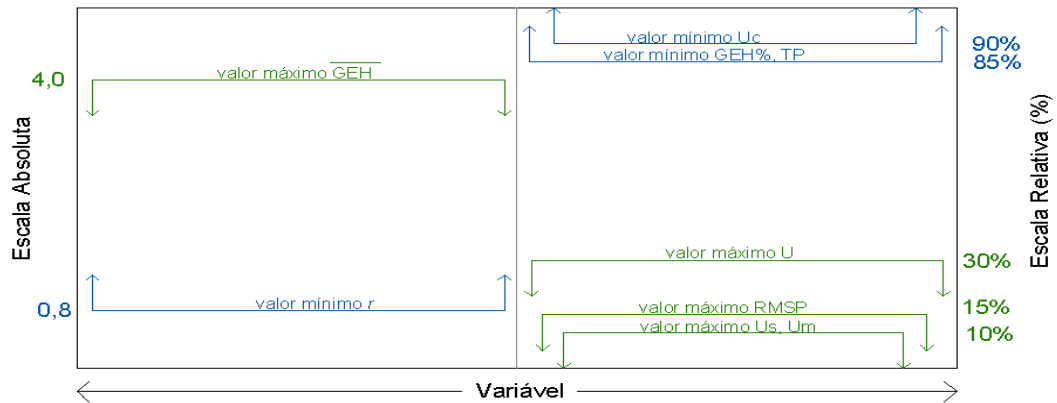 valor mínimo Uc
90%
valor mínimo GEH%, TP
85%
4,0
valor máximo GEH
Escala Absoluta
Escala Relativa (%)
valor máximo U
30%
0,8
valor mínimo r
valor máximo RMSP
15%
valor máximo Us, Um
10%
Variável